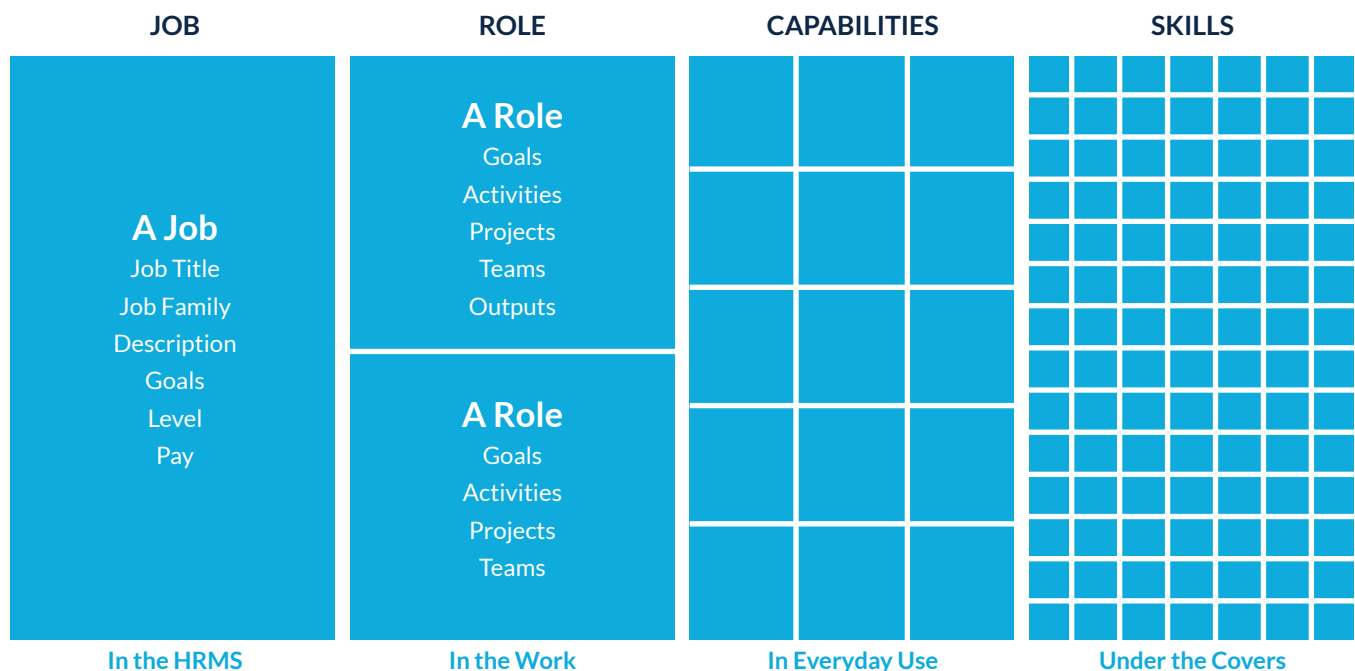 JOB
ROLE
CAPABILITIES
SKILLS
A Job
Job Title
Job Family
Description
Goals
Level
Pay
A Role
Goals
Activities
Projects
Teams
Outputs
A Role
Goals
Activities
Projects
Teams
In the HRMS
In the Work
In Everyday Use
Under the Covers